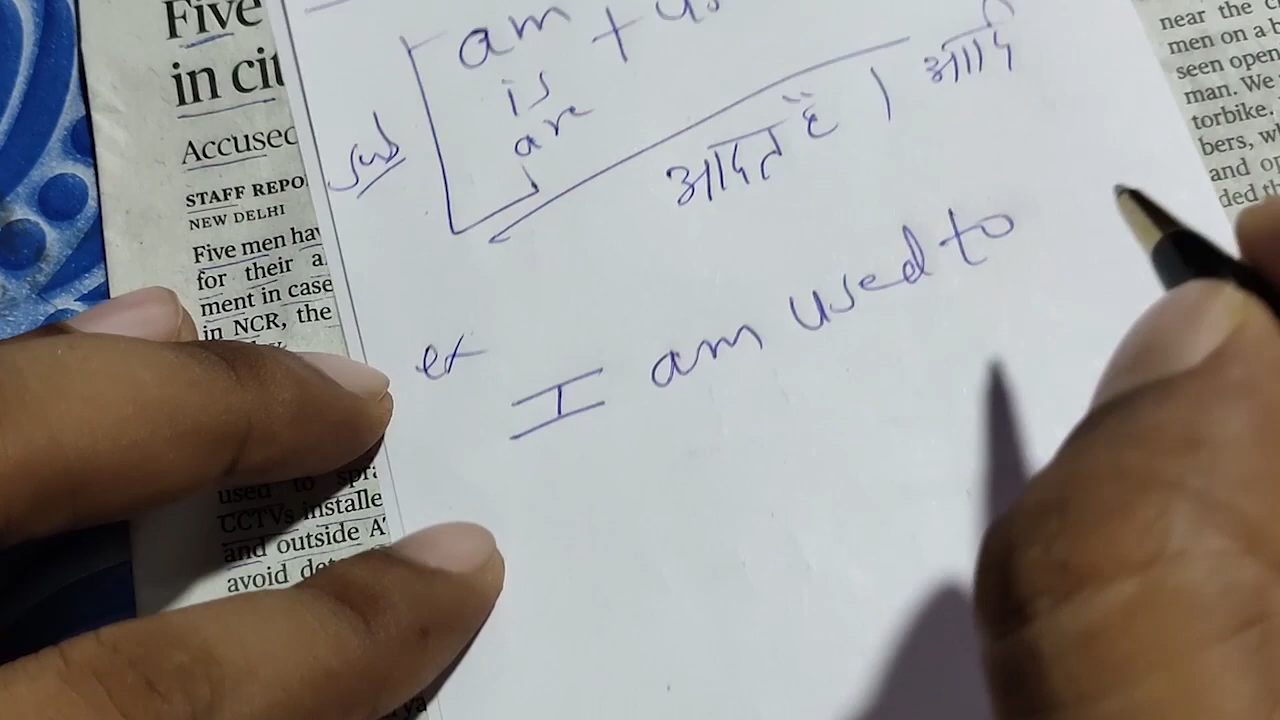 Five
in cit
Accused
STAFF REPO
NEW DELHI
Five men hav
for their a
ment in case
in NCR, the
used to spra
CCTVs installe
and outside A
avoid de
near the c
men on a b
seen open
man. We
torbike.
bers, w
and op
ded th
sub
am + us
is
are
आदत है । आदि
ex I am used to